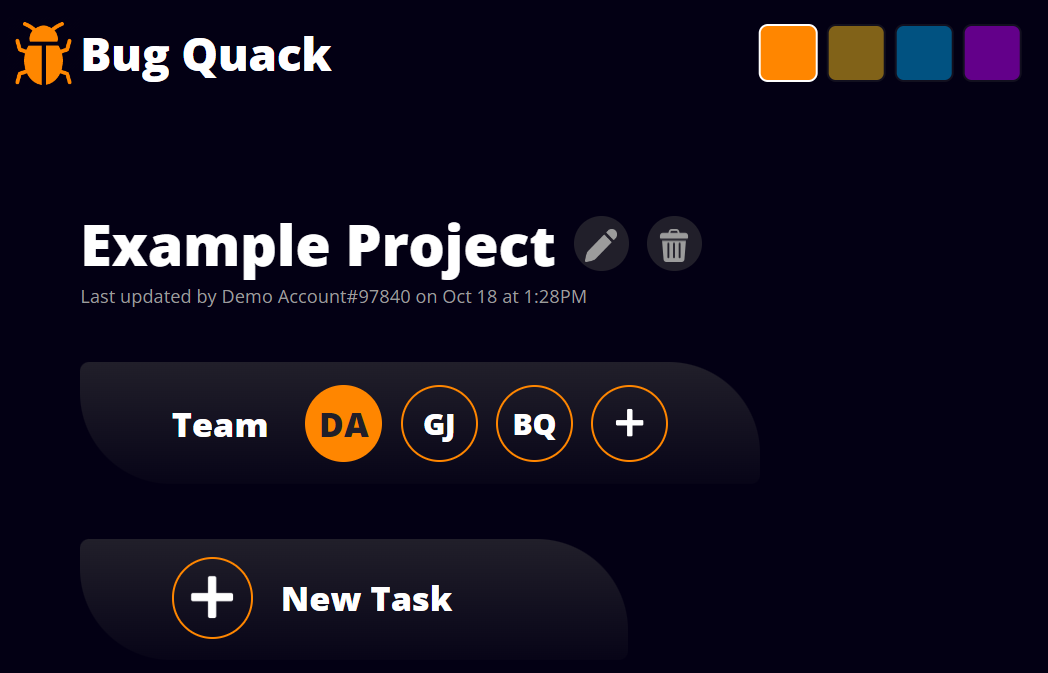 Bug Quack
Example Project
Last updated by Demo Account#97840 on Oct 18 at 1:28PM
Team DA GJ BQ +
+ New Task